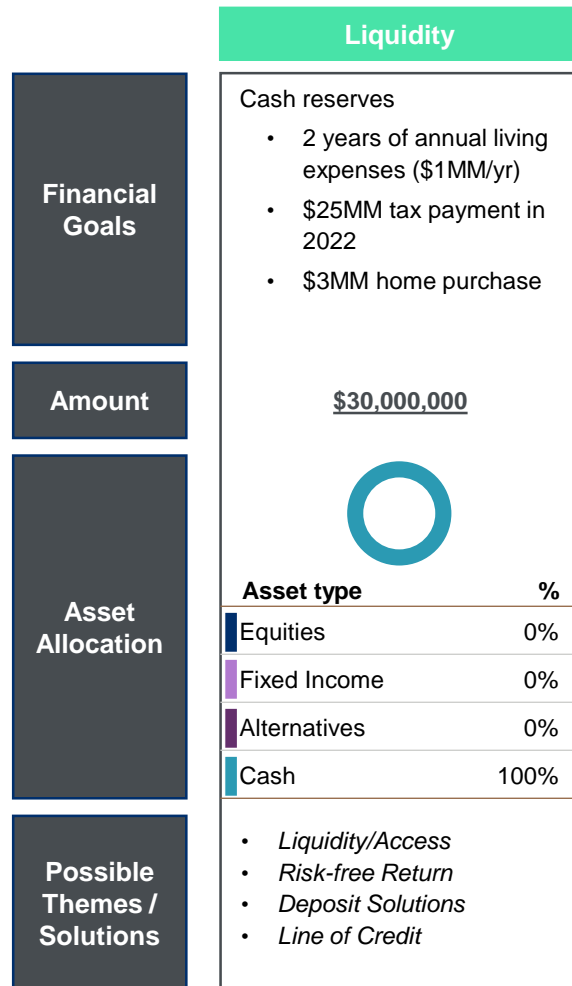 Liquidity
Financial
Goals
Cash reserves
• 2 years of annual living
expenses ($1MM/yr)
• $25MM tax payment in
2022
• $3MM home purchase
Amount
$30,000,000
Asset
Allocation
Asset type %
Equities 0%
Fixed Income 0%
Alternatives 0%
Cash 100%
Possible
Themes /
Solutions
• Liquidity/Access
• Risk-free Return
• Deposit Solutions
• Line of Credit